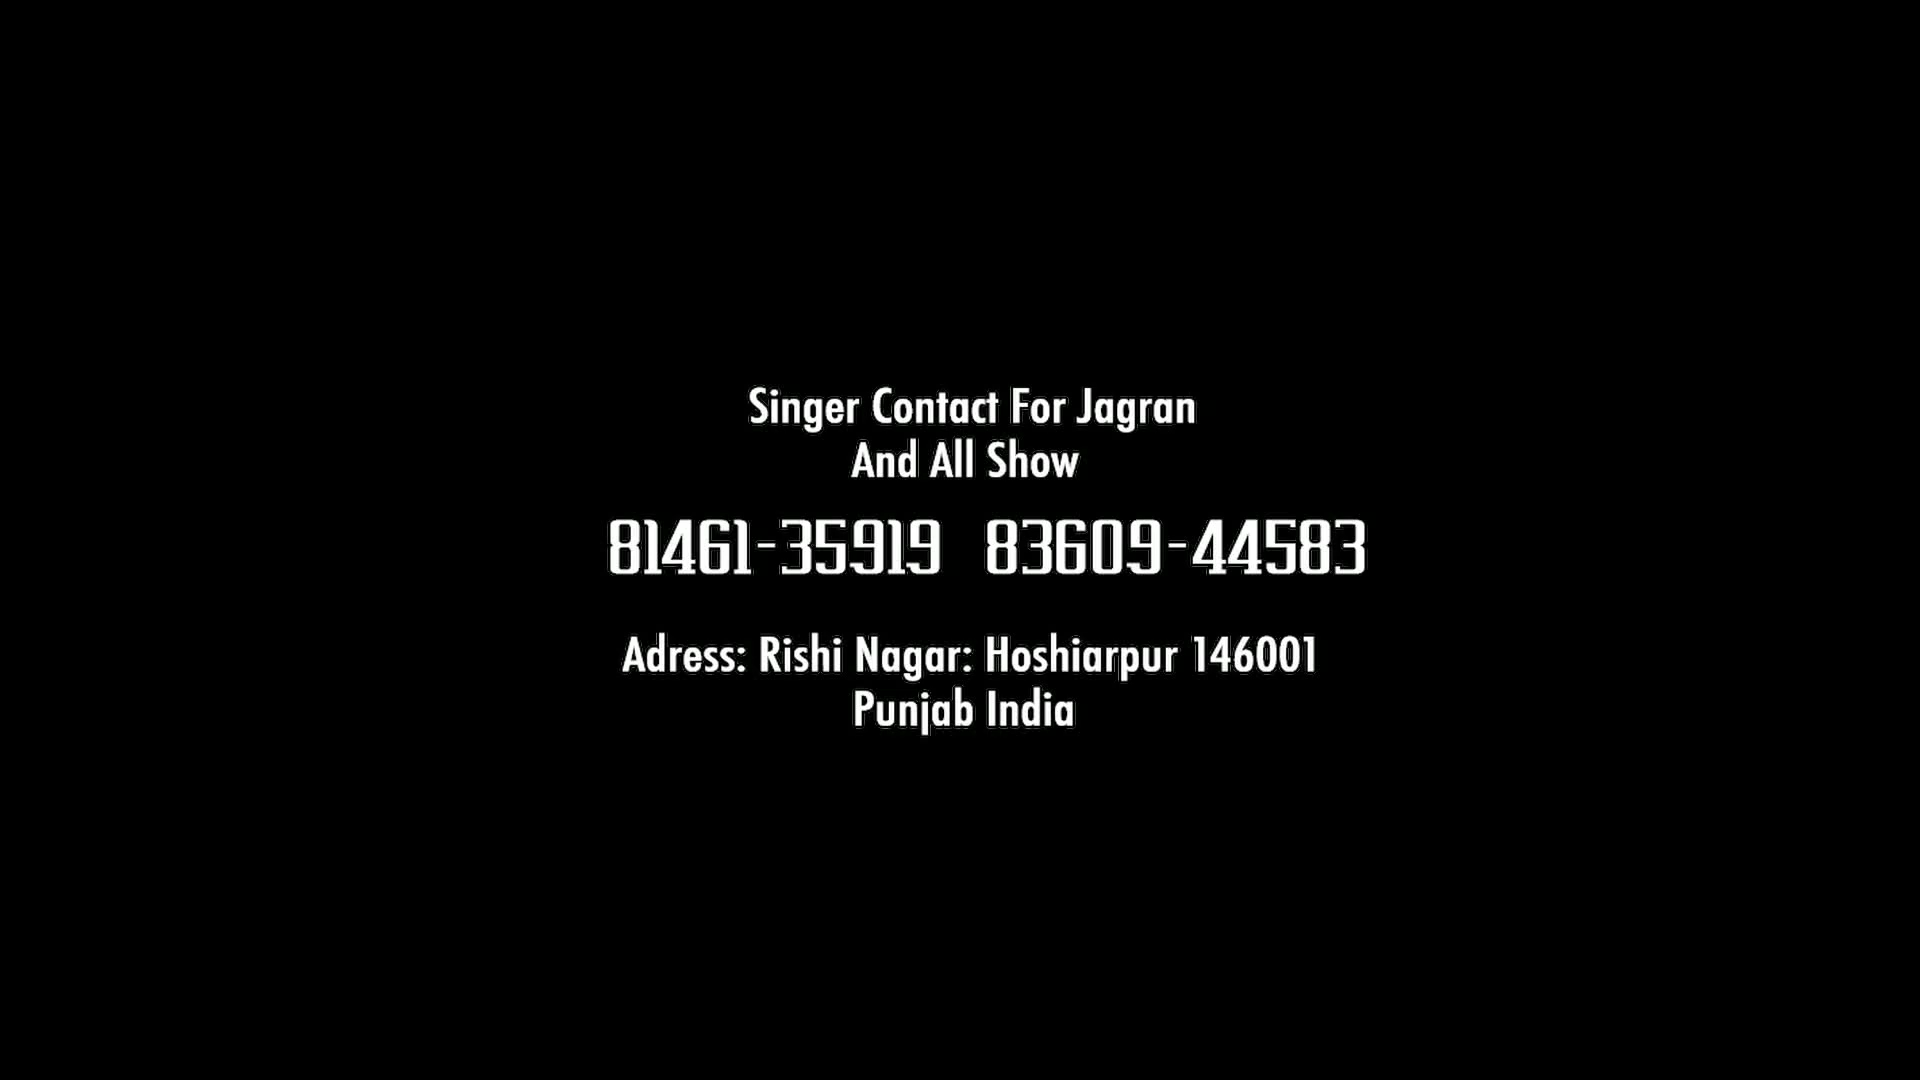 Singer Contact For Jagran
And All Show
81461-35919 83609-44583
Adress: Rishi Nagar: Hoshiarpur 146001
Punjab India